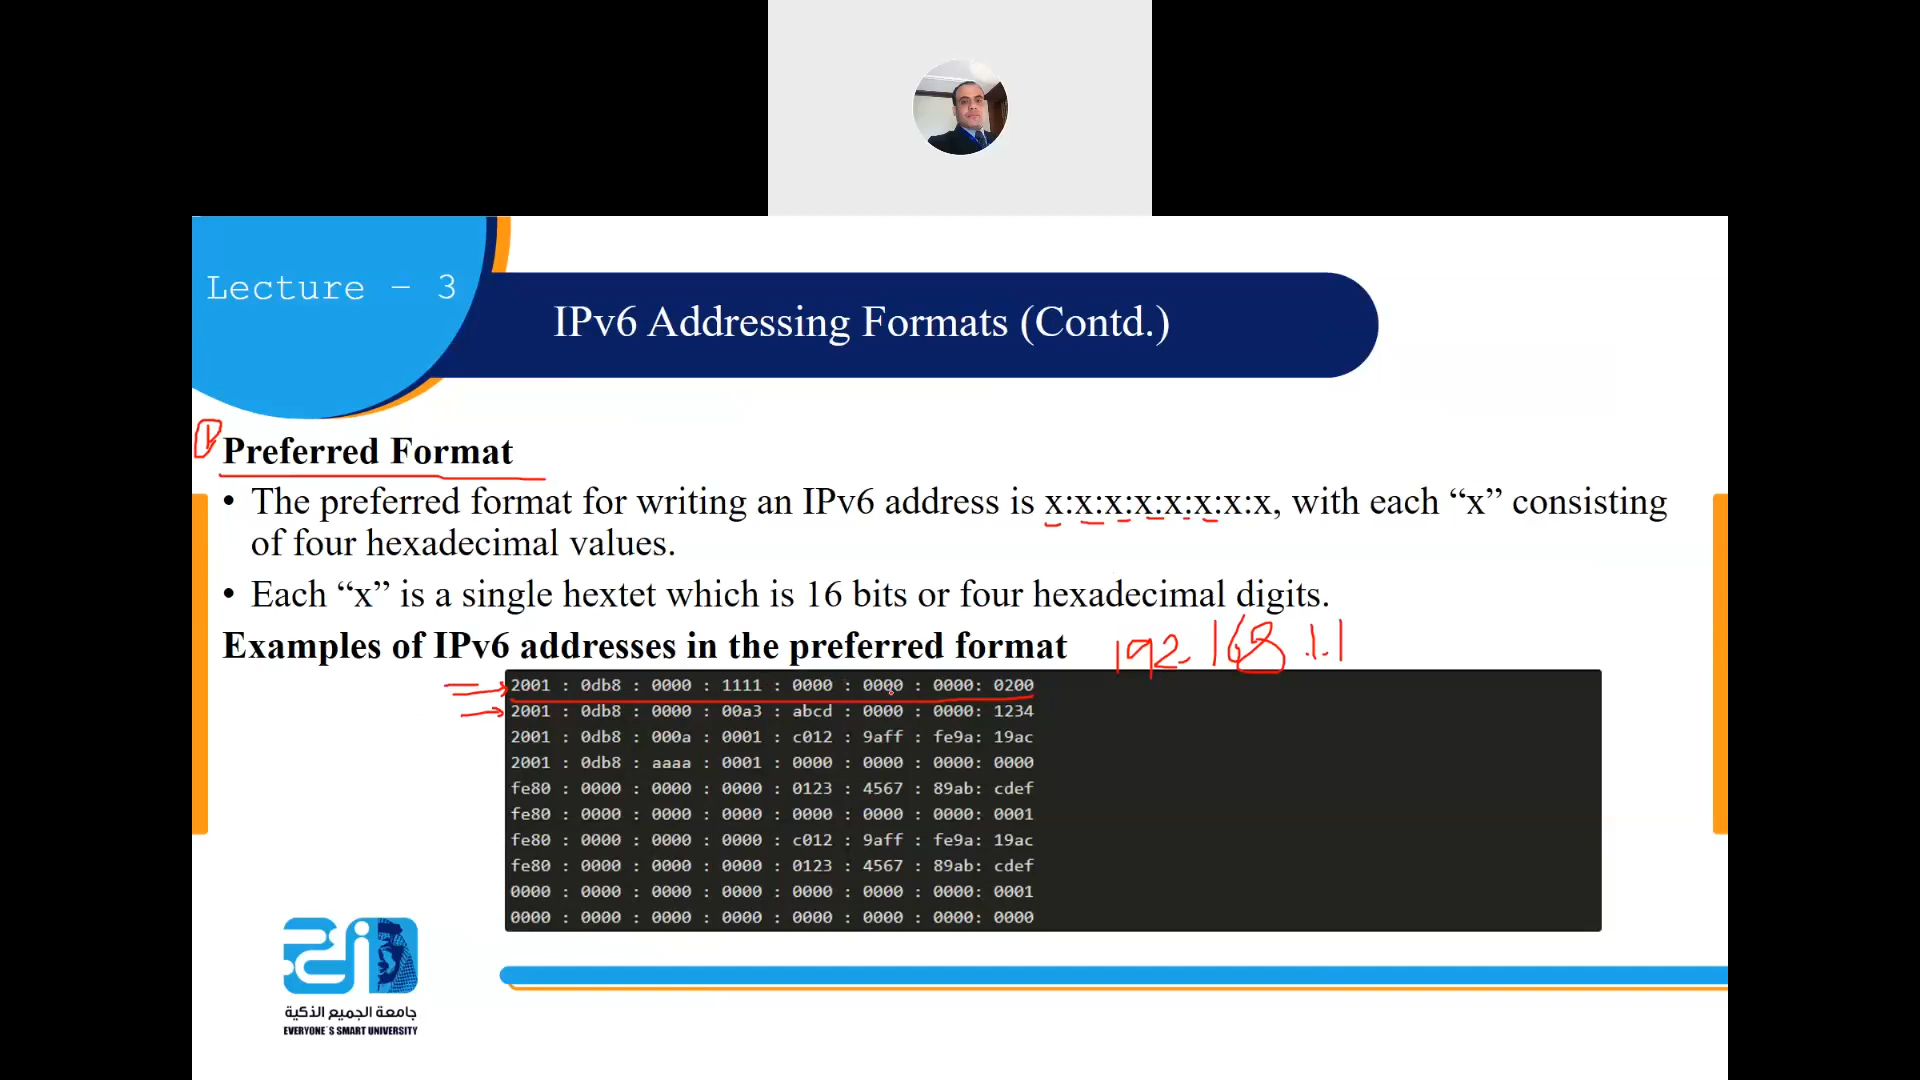 Lecture - 3
IPv6 Addressing Formats (Contd.)
1
Preferred Format
• The preferred format for writing an IPv6 address is x:x:x:x:x:x:x:x, with each “x” consisting
of four hexadecimal values.
• Each “x” is a single hextet which is 16 bits or four hexadecimal digits.
Examples of IPv6 addresses in the preferred format
192.168.1.1
2001 : 0db8 : 0000 : 1111 : 0000 : 0000 : 0000: 0200
2001 : 0db8 : 0000 : 00a3 : abcd : 0000 : 0000: 1234
2001 : 0db8 : 000a : 0001 : c012 : 9aff : fe9a: 19ac
2001 : 0db8 : aaaa : 0001 : 0000 : 0000 : 0000: 0000
fe80 : 0000 : 0000 : 0000 : 0123 : 4567 : 89ab: cdef
fe80 : 0000 : 0000 : 0000 : 0000 : 0000 : 0000: 0001
fe80 : 0000 : 0000 : 0000 : c012 : 9aff : fe9a: 19ac
fe80 : 0000 : 0000 : 0000 : 0123 : 4567 : 89ab: cdef
0000 : 0000 : 0000 : 0000 : 0000 : 0000 : 0000: 0001
0000 : 0000 : 0000 : 0000 : 0000 : 0000 : 0000: 0000
جامعة الجميع الذكية
EVERYONE`S SMART UNIVERSITY